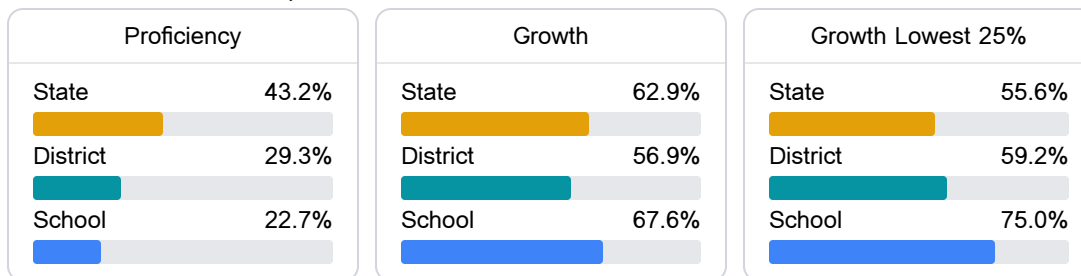 Proficiency
State 43.2%
District 29.3%
School 22.7%
Growth
State 62.9%
District 56.9%
School 67.6%
Growth Lowest 25%
State 55.6%
District 59.2%
School 75.0%